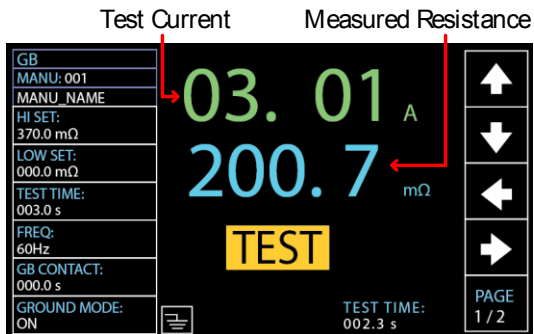 Test Current
Measured Resistance
GB
MANU: 001
MANU_NAME
HI SET:
370.0 mΩ
LOW SET:
000.0 mΩ
TEST TIME:
003.0 s
FREQ:
60Hz
GB CONTACT:
000.0 s
GROUND MODE:
ON
03. 01 A
200. 7 mΩ
TEST
TEST TIME:
002.3 s
PAGE
1/2